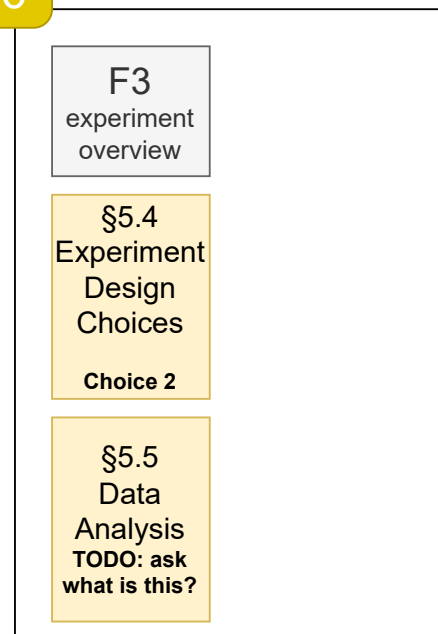 F3
experiment
overview
§5.4
Experiment
Design
Choices
Choice 2
§5.5
Data
Analysis
TODO: ask
what is this?